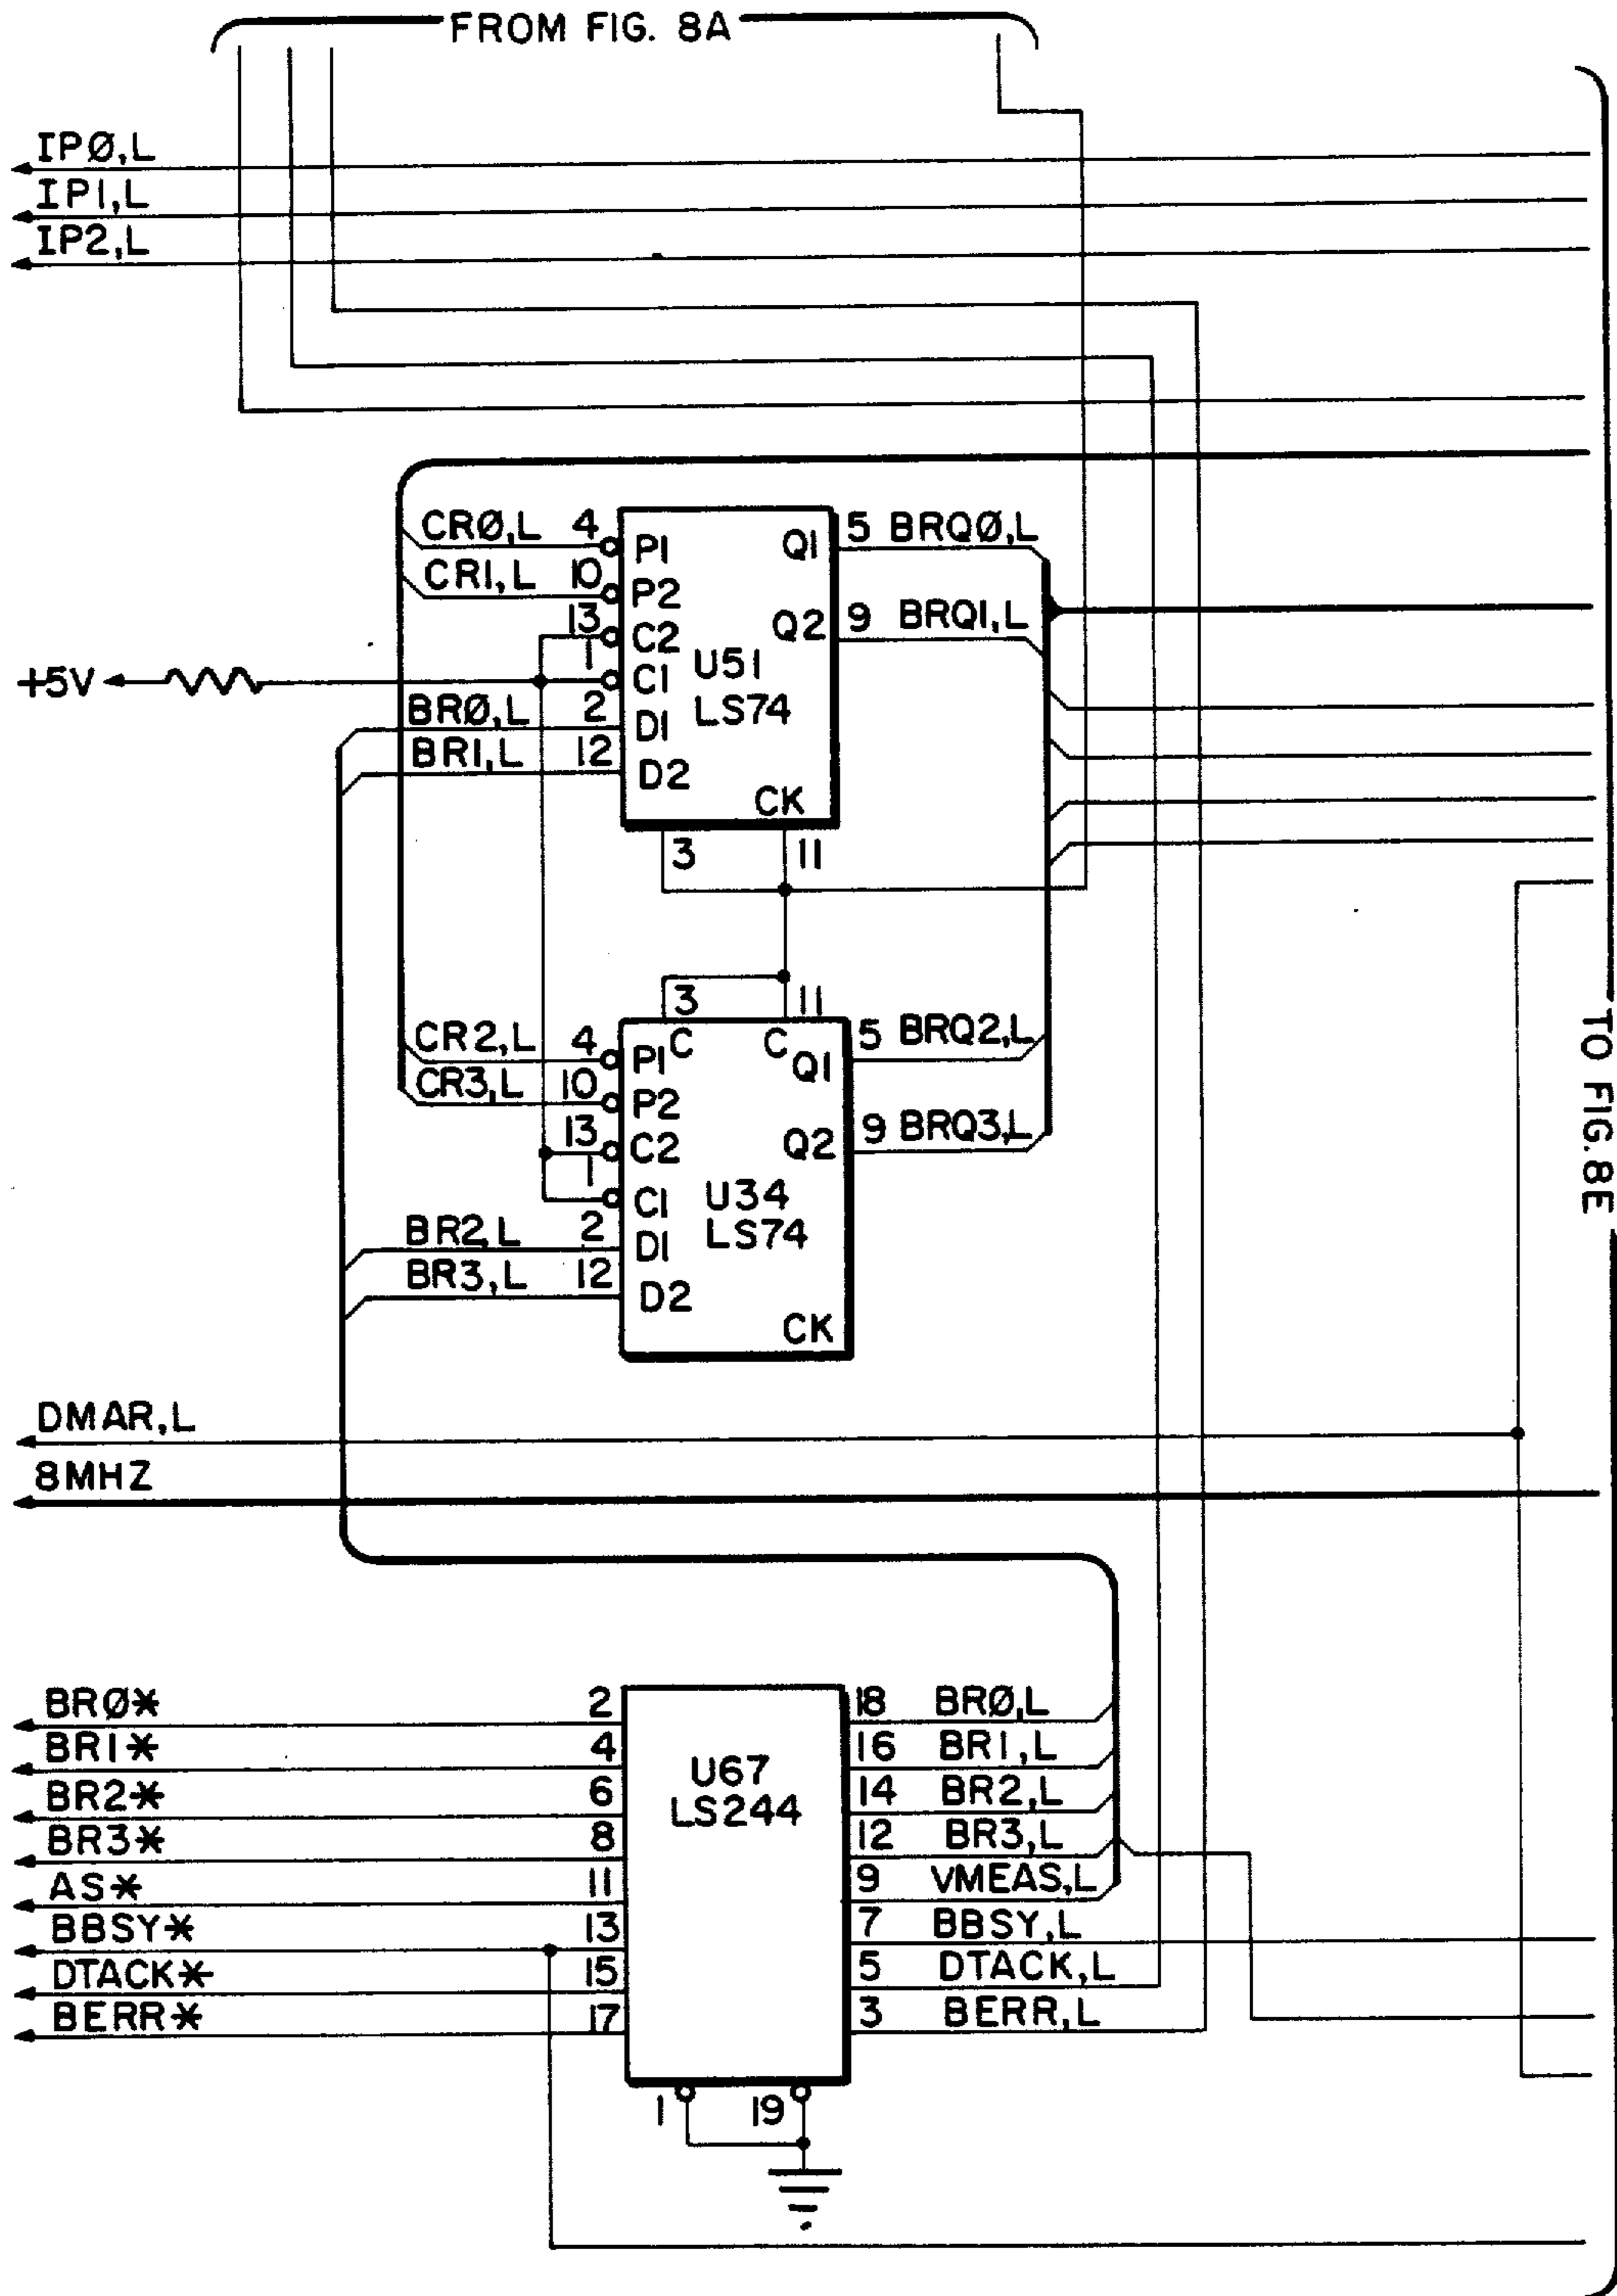 FROM FIG. 8A
IPØ,L
IP1,L
IP2,L
CRØ,L 4 P1 Q1 5 BRQØ,L
CR1,L 10 P2
13 C2 Q2 9 BRQ1,L
+5V 1 C1 U51
BRØ,L 2 D1 LS74
BR1,L 12 D2
CK
3 11
3 11
C C
CR2,L 4 P1 Q1 5 BRQ2,L
CR3,L 10 P2
13 C2 Q2 9 BRQ3,L
1 C1 U34
BR2,L 2 D1 LS74
BR3,L 12 D2
CK
TO FIG.8E
DMAR,L
8MHZ
BRØ* 2 18 BRØ,L
BR1* 4 U67 16 BR1,L
BR2* 6 LS244 14 BR2,L
BR3* 8 12 BR3,L
AS* 11 9 VMEAS,L
BBSY* 13 7 BBSY,L
DTACK* 15 5 DTACK,L
BERR* 17 3 BERR,L
1 19